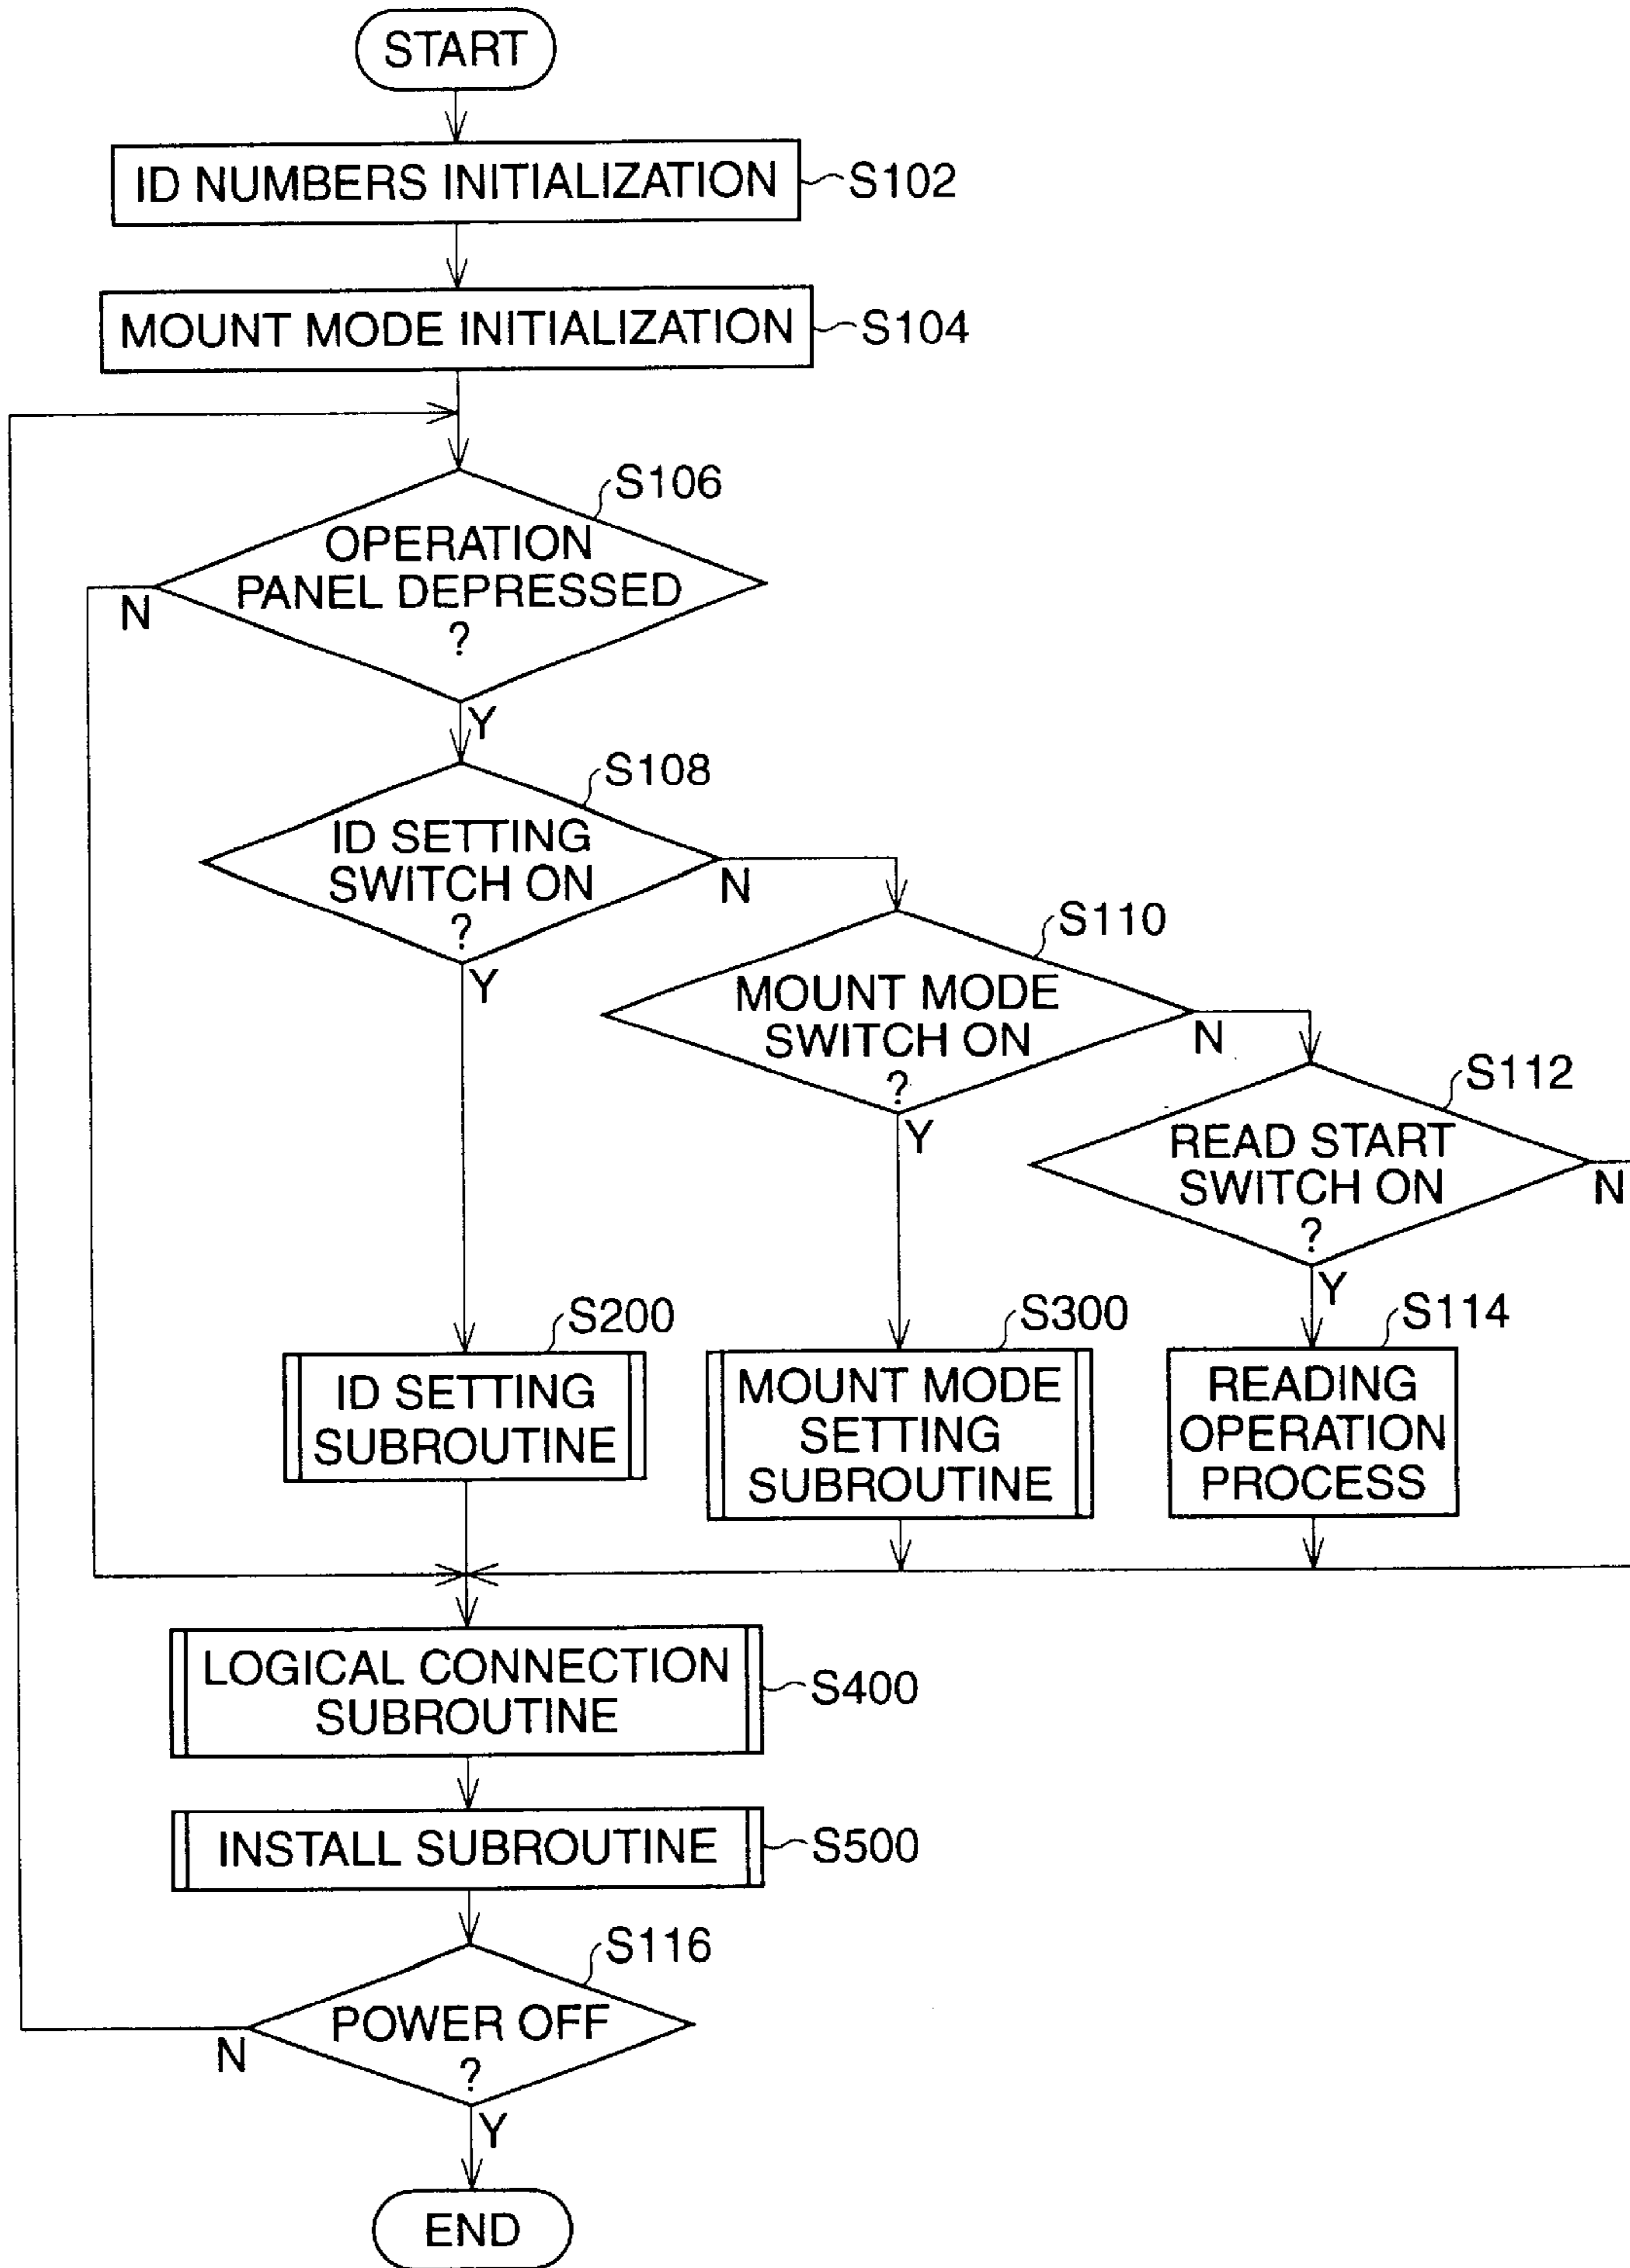 START
ID NUMBERS INITIALIZATION
S102
MOUNT MODE INITIALIZATION
S104
S106
OPERATION
PANEL DEPRESSED
?
N
Y
S108
ID SETTING
SWITCH ON
?
N
Y
S110
MOUNT MODE
SWITCH ON
?
N
Y
S112
READ START
SWITCH ON
?
N
Y
S200
ID SETTING
SUBROUTINE
S300
MOUNT MODE
SETTING
SUBROUTINE
S114
READING
OPERATION
PROCESS
LOGICAL CONNECTION
SUBROUTINE
S400
INSTALL SUBROUTINE
S500
S116
POWER OFF
?
N
Y
END